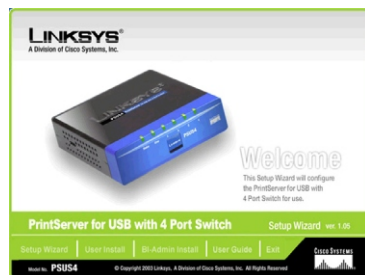 LINKSYS®
A Division of Cisco Systems, Inc.
LINKSYS
PSUS4
Welcome
This Setup Wizard will configure
the PrintServer for USB with
4 Port Switch for use.
PrintServer for USB with 4 Port Switch
Setup Wizard ver. 1.05
Setup Wizard
User Install
BI-Admin Install
User Guide
Exit
CISCO SYSTEMS
Model No. PSUS4
© Copyright 2003 Linksys, A Division of Cisco Systems, Inc. All Rights Reserved